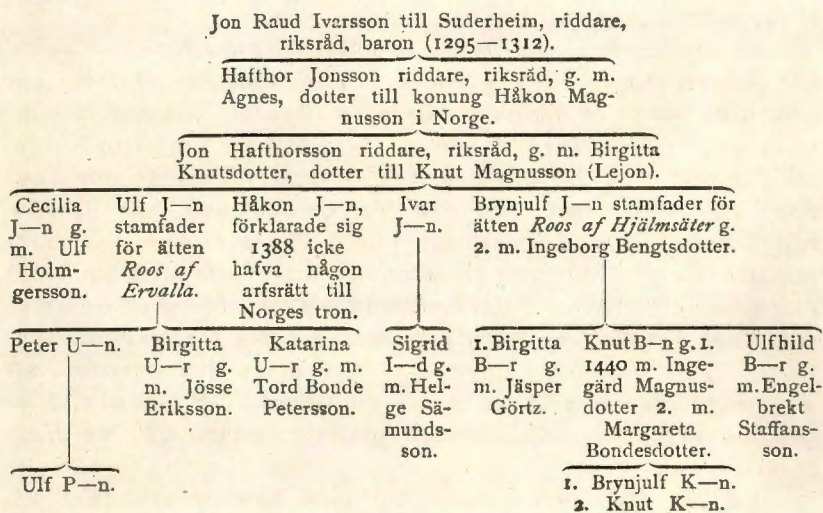 Jon Raud Ivarsson till Suderheim, riddare,
riksråd, baron (1295—1312).
Hafthor Jonsson riddare, riksråd, g. m.
Agnes, dotter till konung Håkon Mag-
nusson i Norge.
Jon Hafthorsson riddare, riksråd, g. m. Birgitta
Knutsdotter, dotter till Knut Magnusson (Lejon).
Cecilia
J—n g.
m. Ulf
Holm-
gersson.
Ulf J—n
stamfader
för ätten
Roos af
Ervalla.
Håkon J—n,
förklarade sig
1388 icke
hafva någon
arfsrätt till
Norges tron.
Ivar
J—n.
Brynjulf J—n stamfader för
ätten Roos af Hjälmsäter g.
2. m. Ingeborg Bengtsdotter.
Peter U—n.
Birgitta
U—r g.
m. Jösse
Eriksson.
Katarina
U—r g. m.
Tord Boude
Petersson.
Sigrid
I—d g.
m. Hel-
ge Sä-
munds-
son.
1. Birgitta
B—r g.
m. Jäsper
Görtz.
Knut B—n g. 1.
1440 m. Inge-
gärd Magnus-
dotter 2. m.
Margareta
Bondesdotter.
Ulfhild
B—r g.
m. Engel-
brekt
Staffans-
son.
Ulf P—n.
1. Brynjulf K—n.
2. Knut K—n.